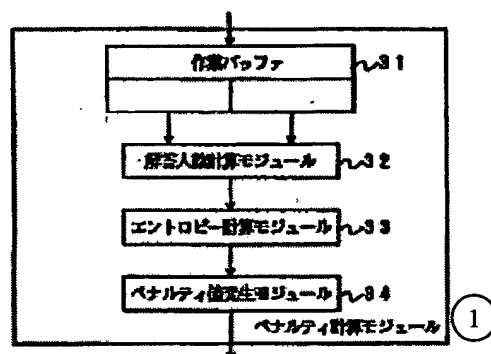 作業バッファ 31
解答人数計算モジュール 32
エントロピー計算モジュール 33
ペナルティ値発生モジュール 34
ペナルティ計算モジュール
1